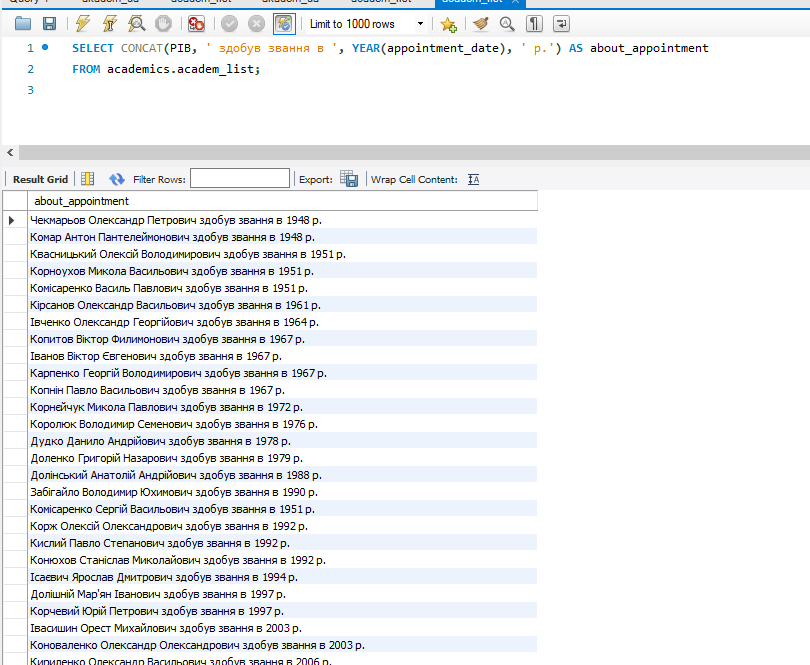 Limit to 1000 rows
1 SELECT CONCAT(PIB, ' здобув звання в ', YEAR(appointment_date), ' р.') AS about_appointment
2 FROM academics.academ_list;
3
Result Grid Filter Rows: Export: Wrap Cell Content:
about_appointment
Чекмарьов Олександр Петрович здобув звання в 1948 р.
Комар Антон Пантелеймонович здобув звання в 1948 р.
Квасницький Олексій Володимирович здобув звання в 1951 р.
Корноухов Микола Васильович здобув звання в 1951 р.
Комісаренко Василь Павлович здобув звання в 1951 р.
Кірсанов Олександр Васильович здобув звання в 1961 р.
Івченко Олександр Георгійович здобув звання в 1964 р.
Копитов Віктор Филимонович здобув звання в 1967 р.
Іванов Віктор Євгенович здобув звання в 1967 р.
Карпенко Георгій Володимирович здобув звання в 1967 р.
Копнін Павло Васильович здобув звання в 1967 р.
Корнєйчук Микола Павлович здобув звання в 1972 р.
Королюк Володимир Семенович здобув звання в 1976 р.
Дудко Данило Андрійович здобув звання в 1978 р.
Доленко Григорій Назарович здобув звання в 1979 р.
Долінський Анатолій Андрійович здобув звання в 1988 р.
Забігайло Володимир Юхимович здобув звання в 1990 р.
Комісаренко Сергій Васильович здобув звання в 1951 р.
Корж Олексій Олександрович здобув звання в 1992 р.
Кислий Павло Степанович здобув звання в 1992 р.
Конюхов Станіслав Миколайович здобув звання в 1992 р.
Ісаєвич Ярослав Дмитрович здобув звання в 1994 р.
Долішній Мар'ян Іванович здобув звання в 1997 р.
Корчевий Юрій Петрович здобув звання в 1997 р.
Івасишин Орест Михайлович здобув звання в 2003 р.
Коноваленко Олександр Олександрович здобув звання в 2003 р.
Кириленко Олександр Васильович здобув звання в 2006 р.